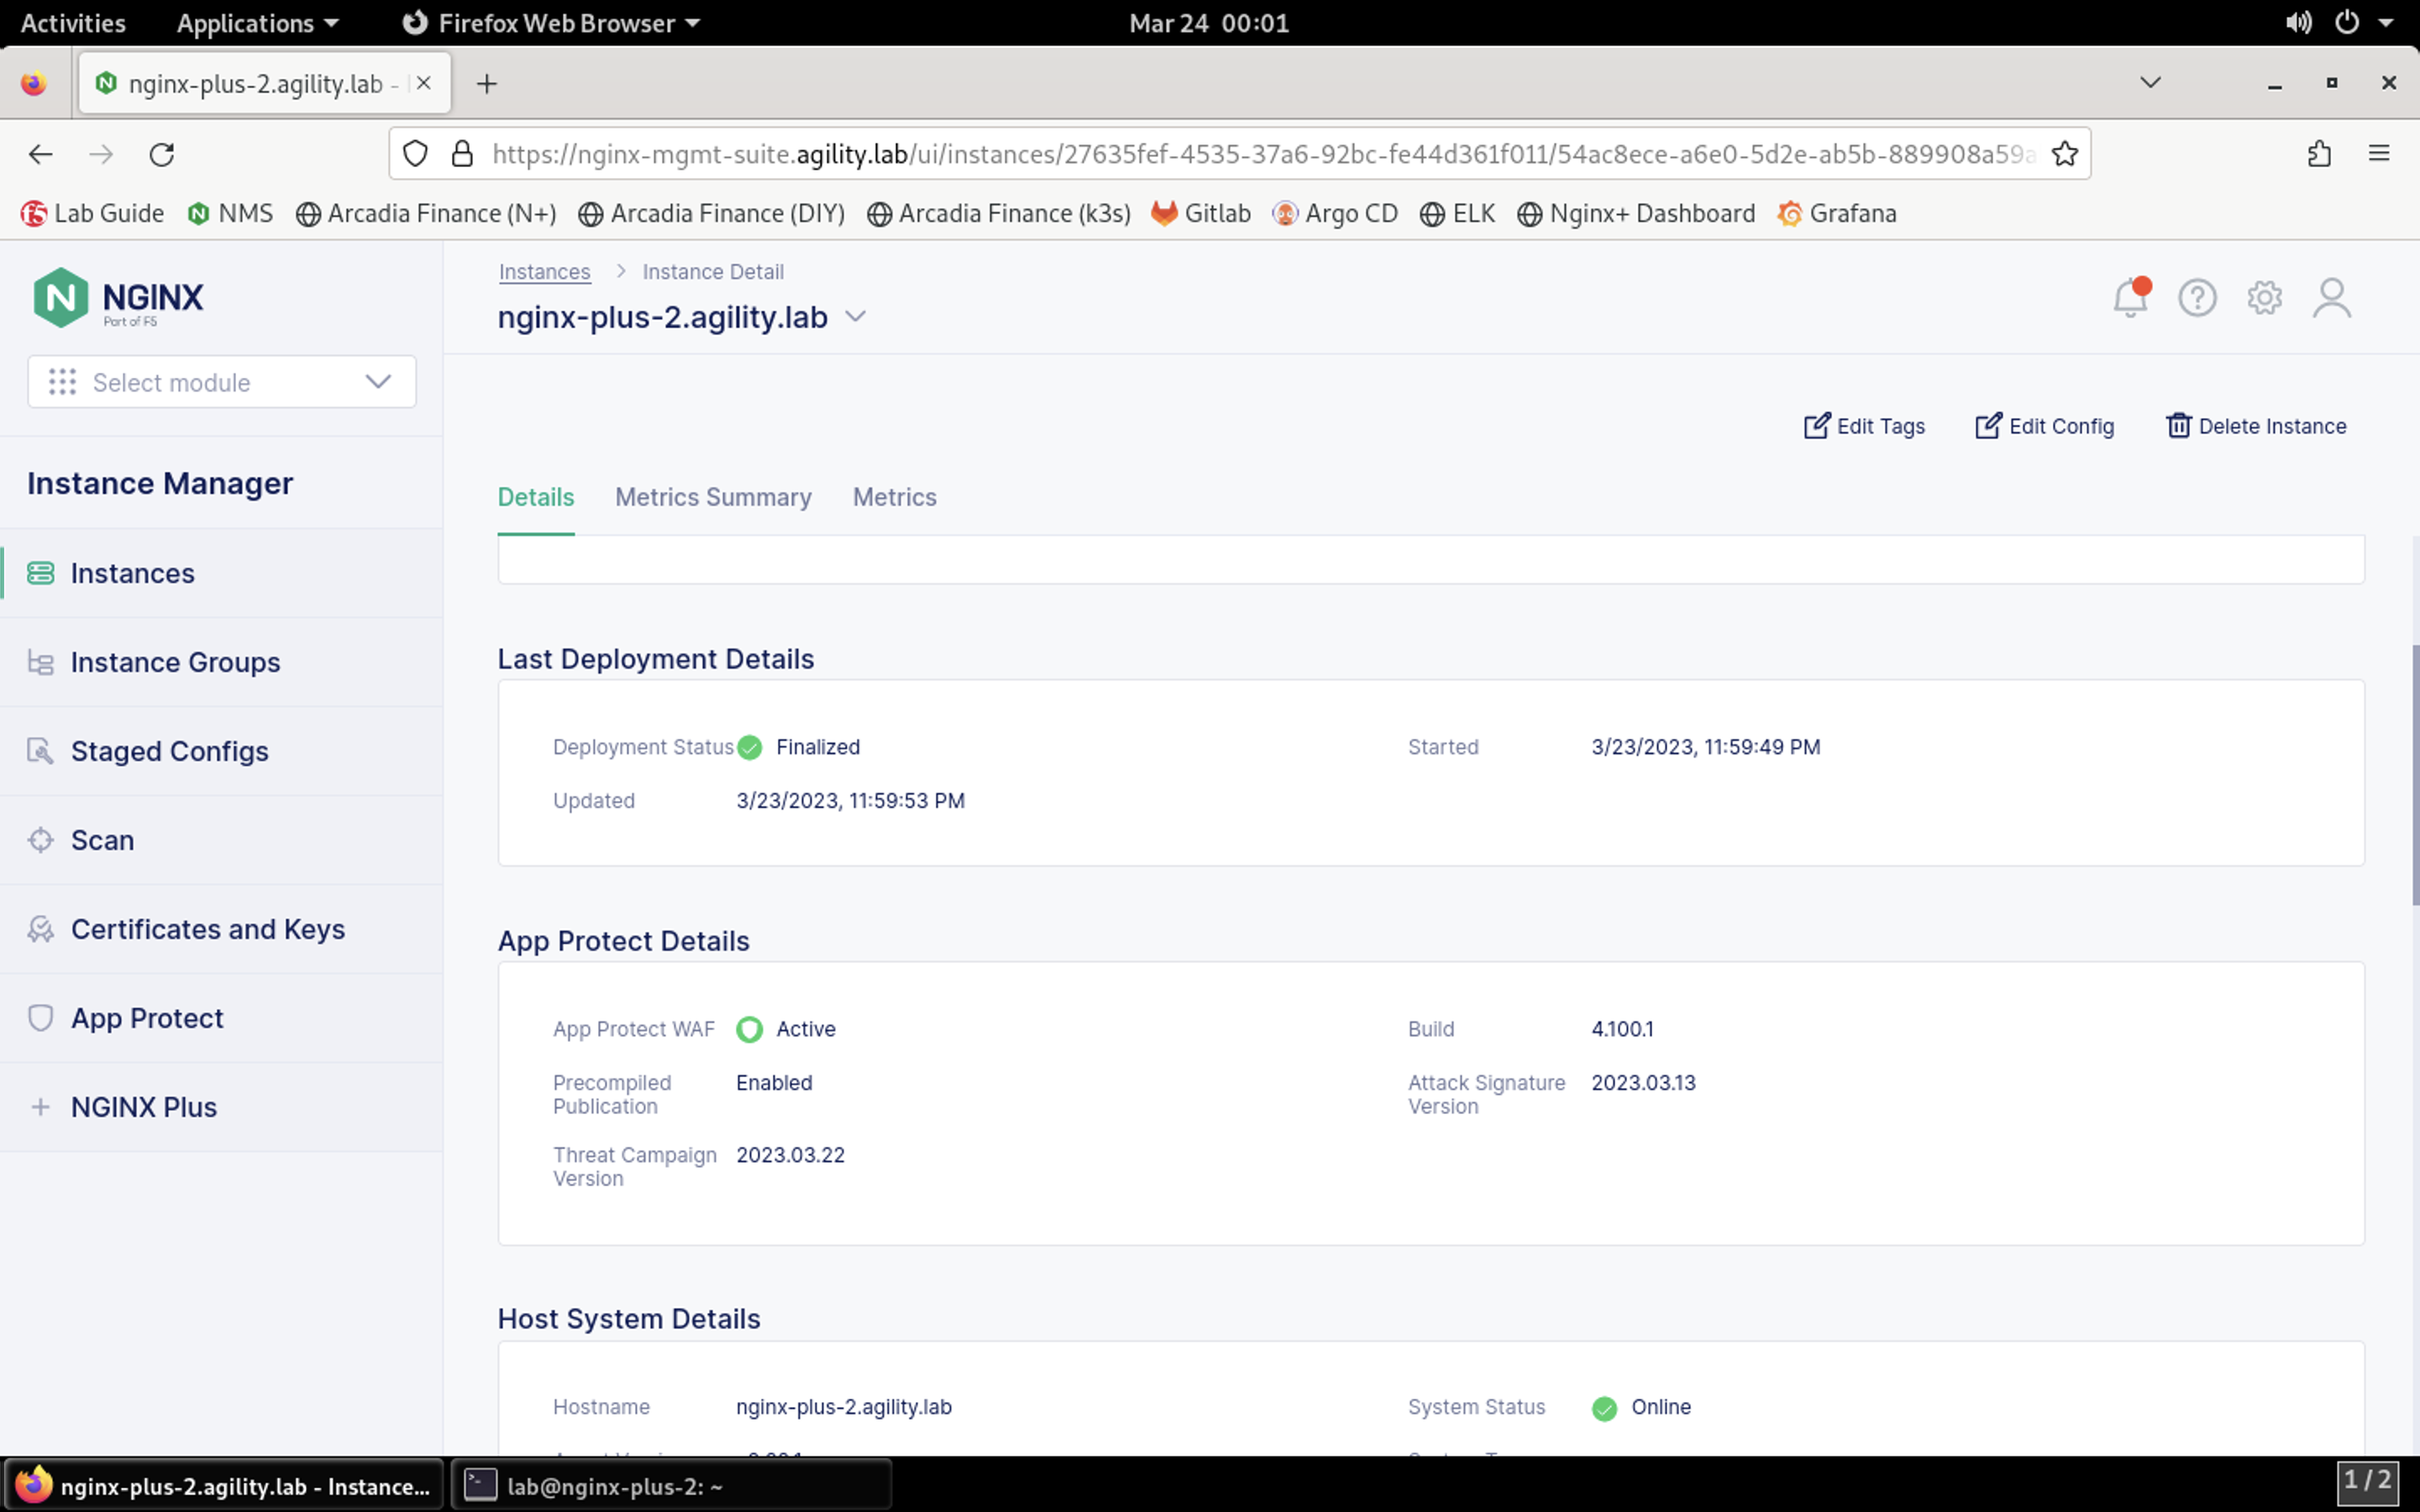 Activities Applications Firefox Web Browser Mar 24 00:01
nginx-plus-2.agility.lab -
https://nginx-mgmt-suite.agility.lab/ui/instances/27635fef-4535-37a6-92bc-fe44d361f011/54ac8ece-a6e0-5d2e-ab5b-889908a59a
Lab Guide NMS Arcadia Finance (N+) Arcadia Finance (DIY) Arcadia Finance (k3s) Gitlab Argo CD ELK Nginx+ Dashboard Grafana
NGINX
Part of F5
Select module
Instance Manager
Instances
Instance Groups
Staged Configs
Scan
Certificates and Keys
App Protect
NGINX Plus
Instances > Instance Detail
nginx-plus-2.agility.lab
Edit Tags Edit Config Delete Instance
Details Metrics Summary Metrics
Last Deployment Details
Deployment Status Finalized Started 3/23/2023, 11:59:49 PM
Updated 3/23/2023, 11:59:53 PM
App Protect Details
App Protect WAF Active Build 4.100.1
Precompiled Publication Enabled Attack Signature Version 2023.03.13
Threat Campaign Version 2023.03.22
Host System Details
Hostname nginx-plus-2.agility.lab System Status Online
nginx-plus-2.agility.lab - Instance... lab@nginx-plus-2: ~ 1 / 2